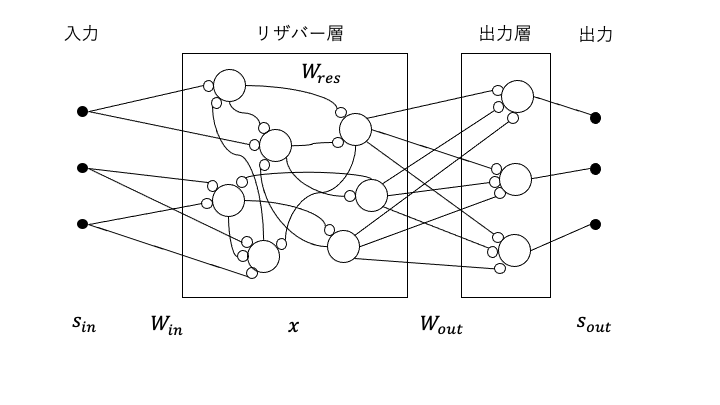 入力
リザバー層
出力層
出力
W_res
s_in
W_in
x
W_out
s_out